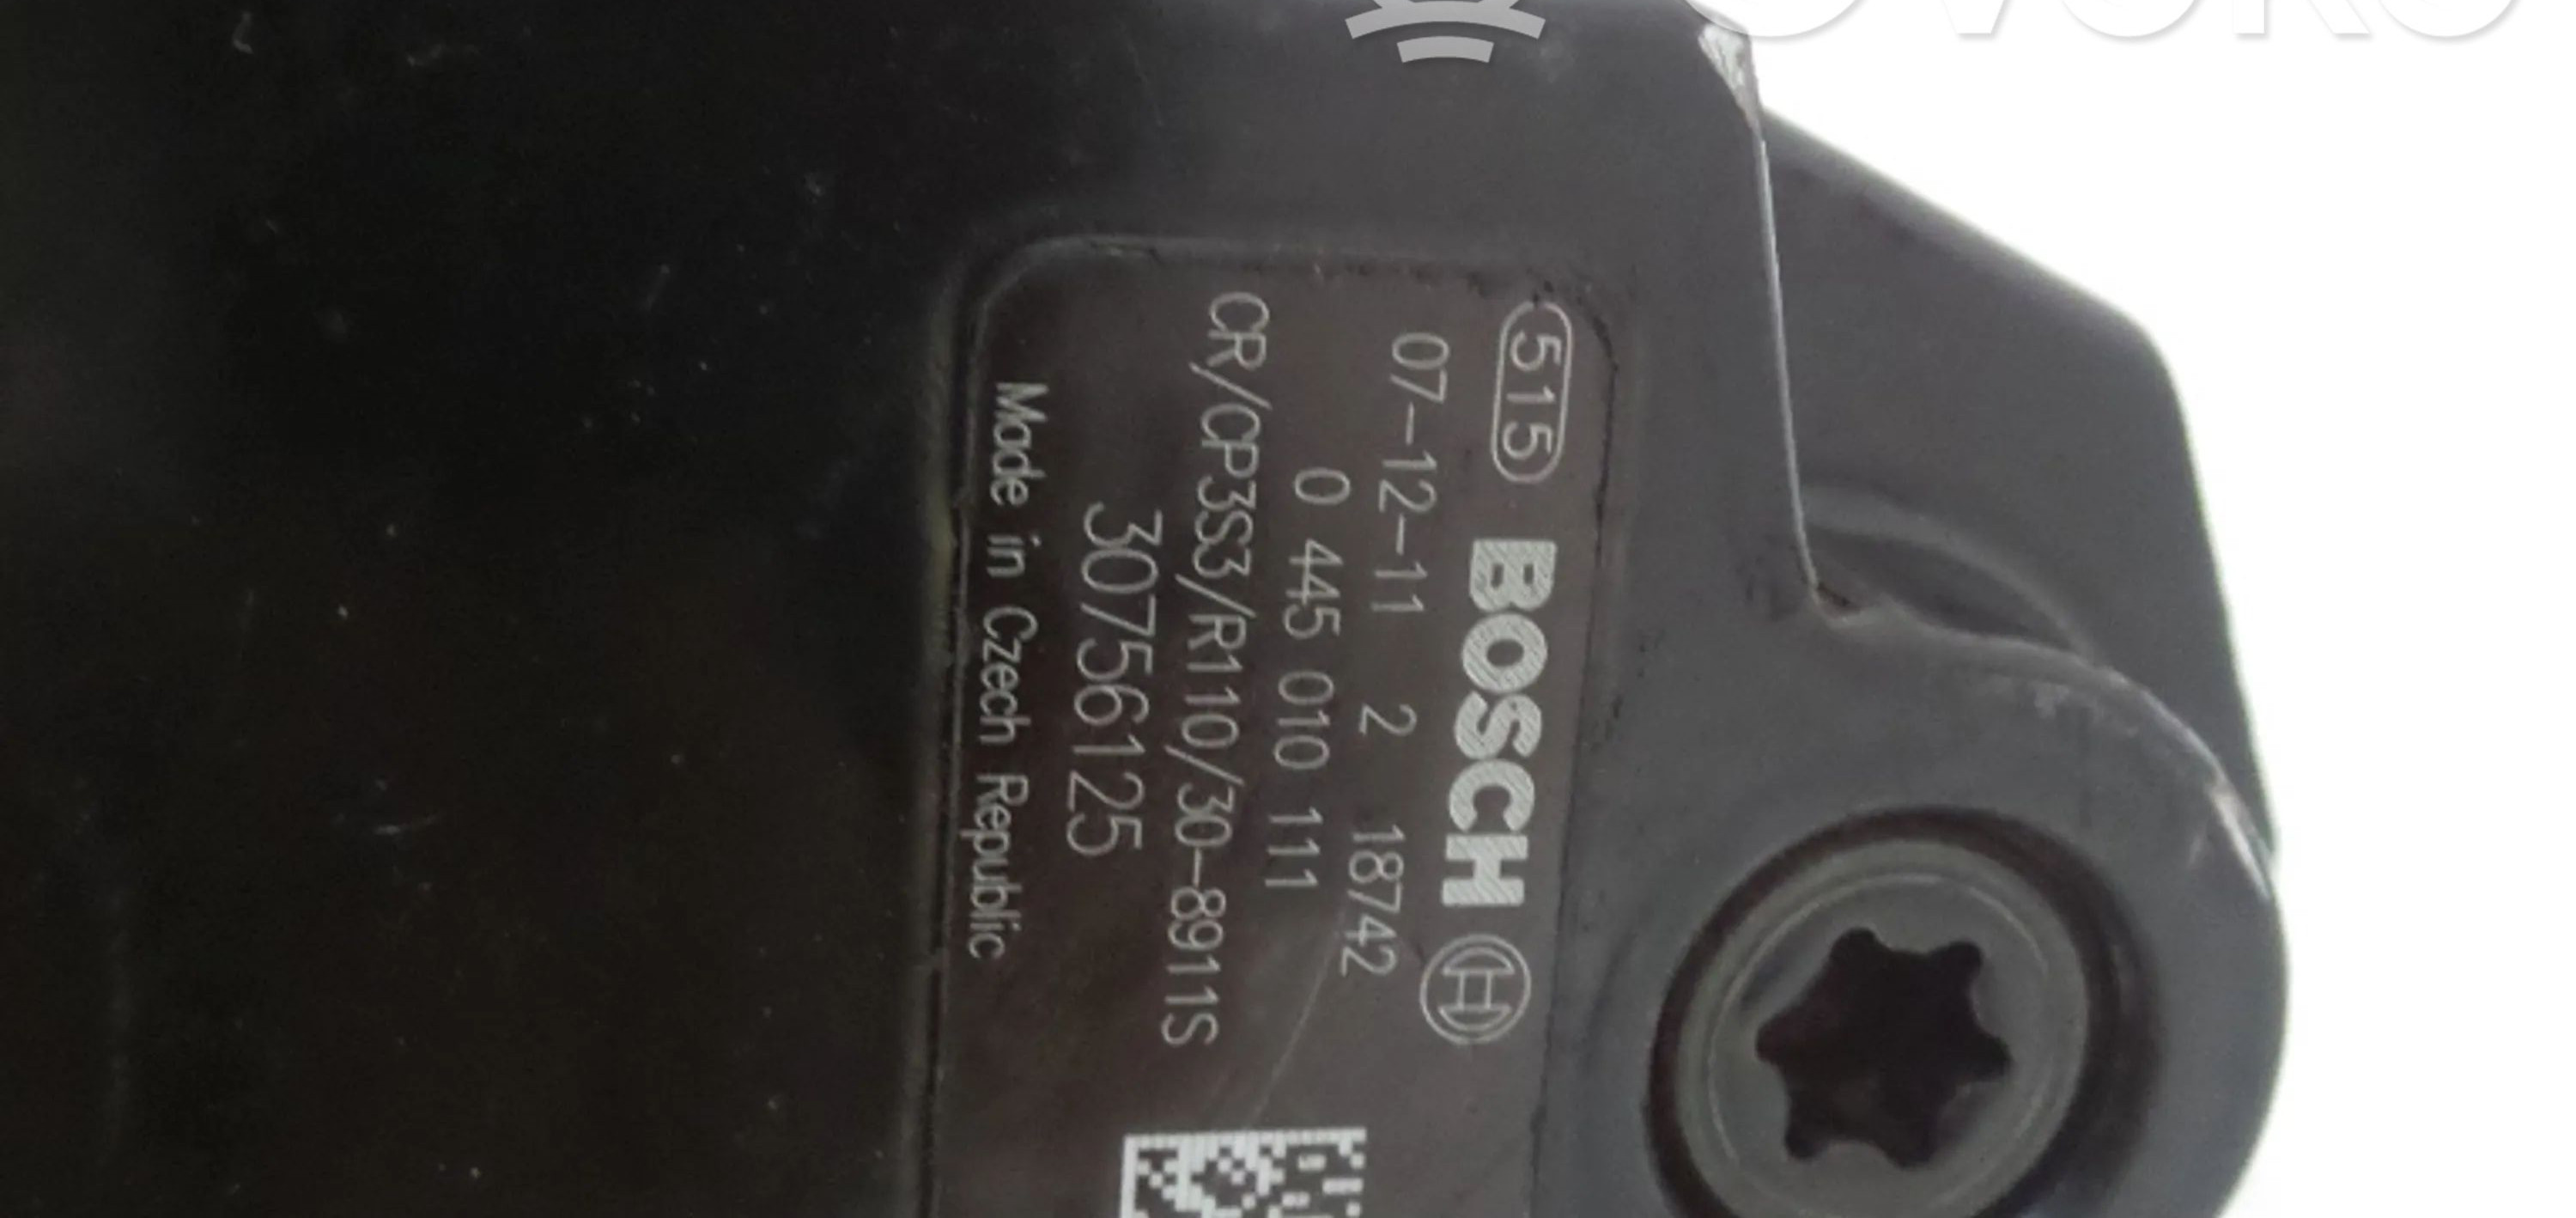 OVOKO
515 BOSCH
07-12-11 2 18742
0 445 010 111
CR/CP3S3/R110/30-8911S
30756125
Made in Czech Republic